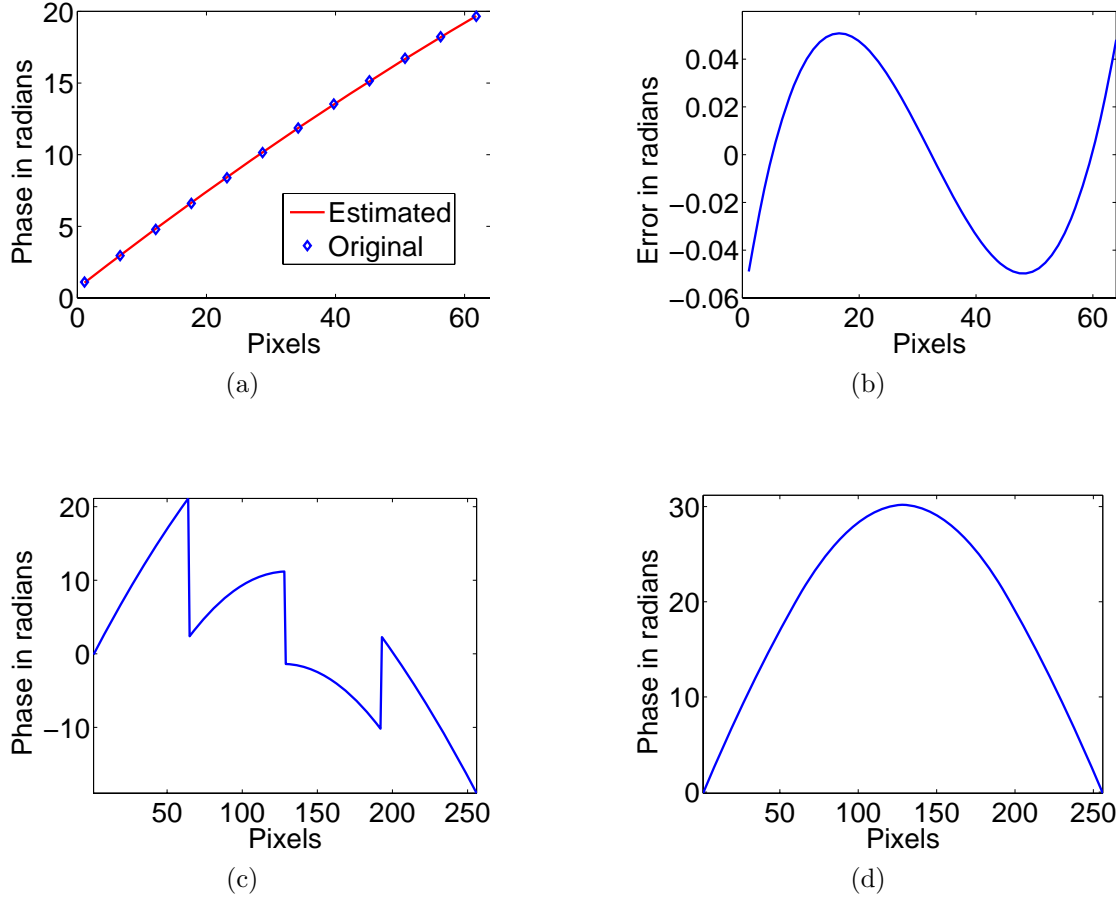 20
15
10
5
0
0
20
40
60
Phase in radians
Pixels
Estimated
Original
(a)
0.04
0.02
0
−0.02
−0.04
−0.06
0
20
40
60
Error in radians
Pixels
(b)
20
10
0
−10
50
100
150
200
250
Phase in radians
Pixels
(c)
30
20
10
0
50
100
150
200
250
Phase in radians
Pixels
(d)